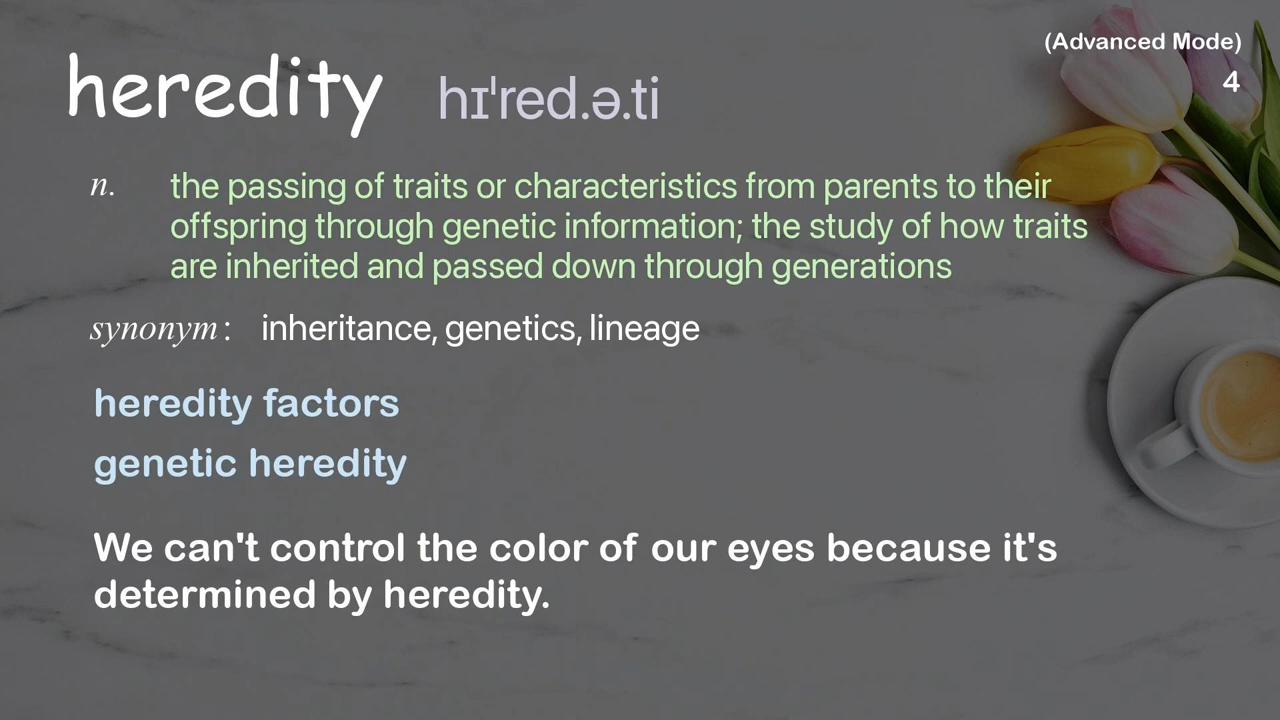 (Advanced Mode)
heredity hɪˈred.ə.ti
4
n. the passing of traits or characteristics from parents to their
offspring through genetic information; the study of how traits
are inherited and passed down through generations
synonym: inheritance, genetics, lineage
heredity factors
genetic heredity
We can't control the color of our eyes because it's
determined by heredity.